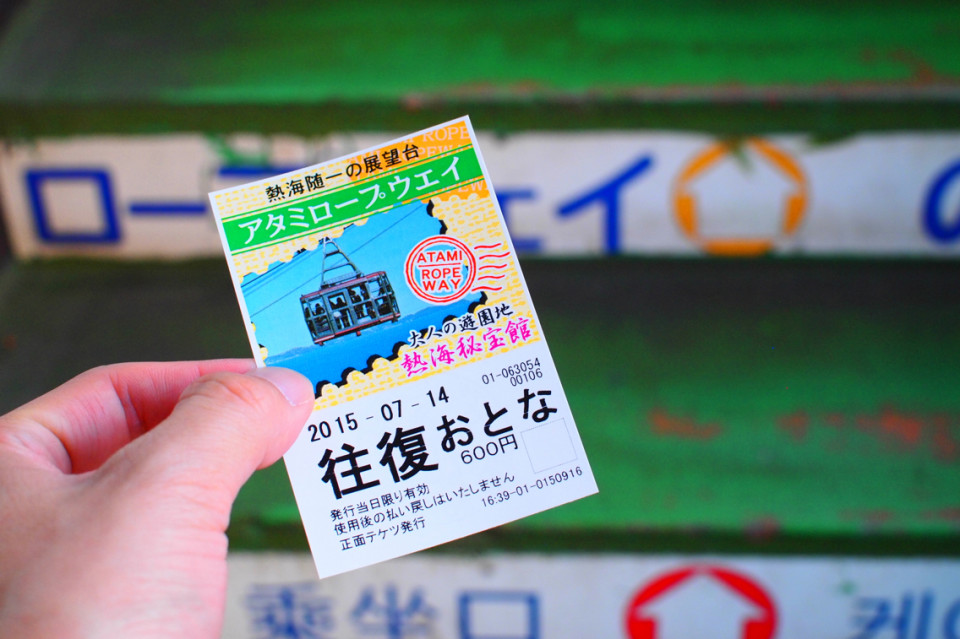 熱海随一の展望台
ROPE
ROPEWAY
アタミロープウェイ
ATAMI
ROPE
WAY
大人の遊園地
熱海秘宝館
01-063054
00106
2015-07-14
往復おとな
600円
発行当日限り有効
使用後の払い戻しはいたしません
正面テケツ発行
16:39-01-0150916
ロー
ェイ
の
乗坐口